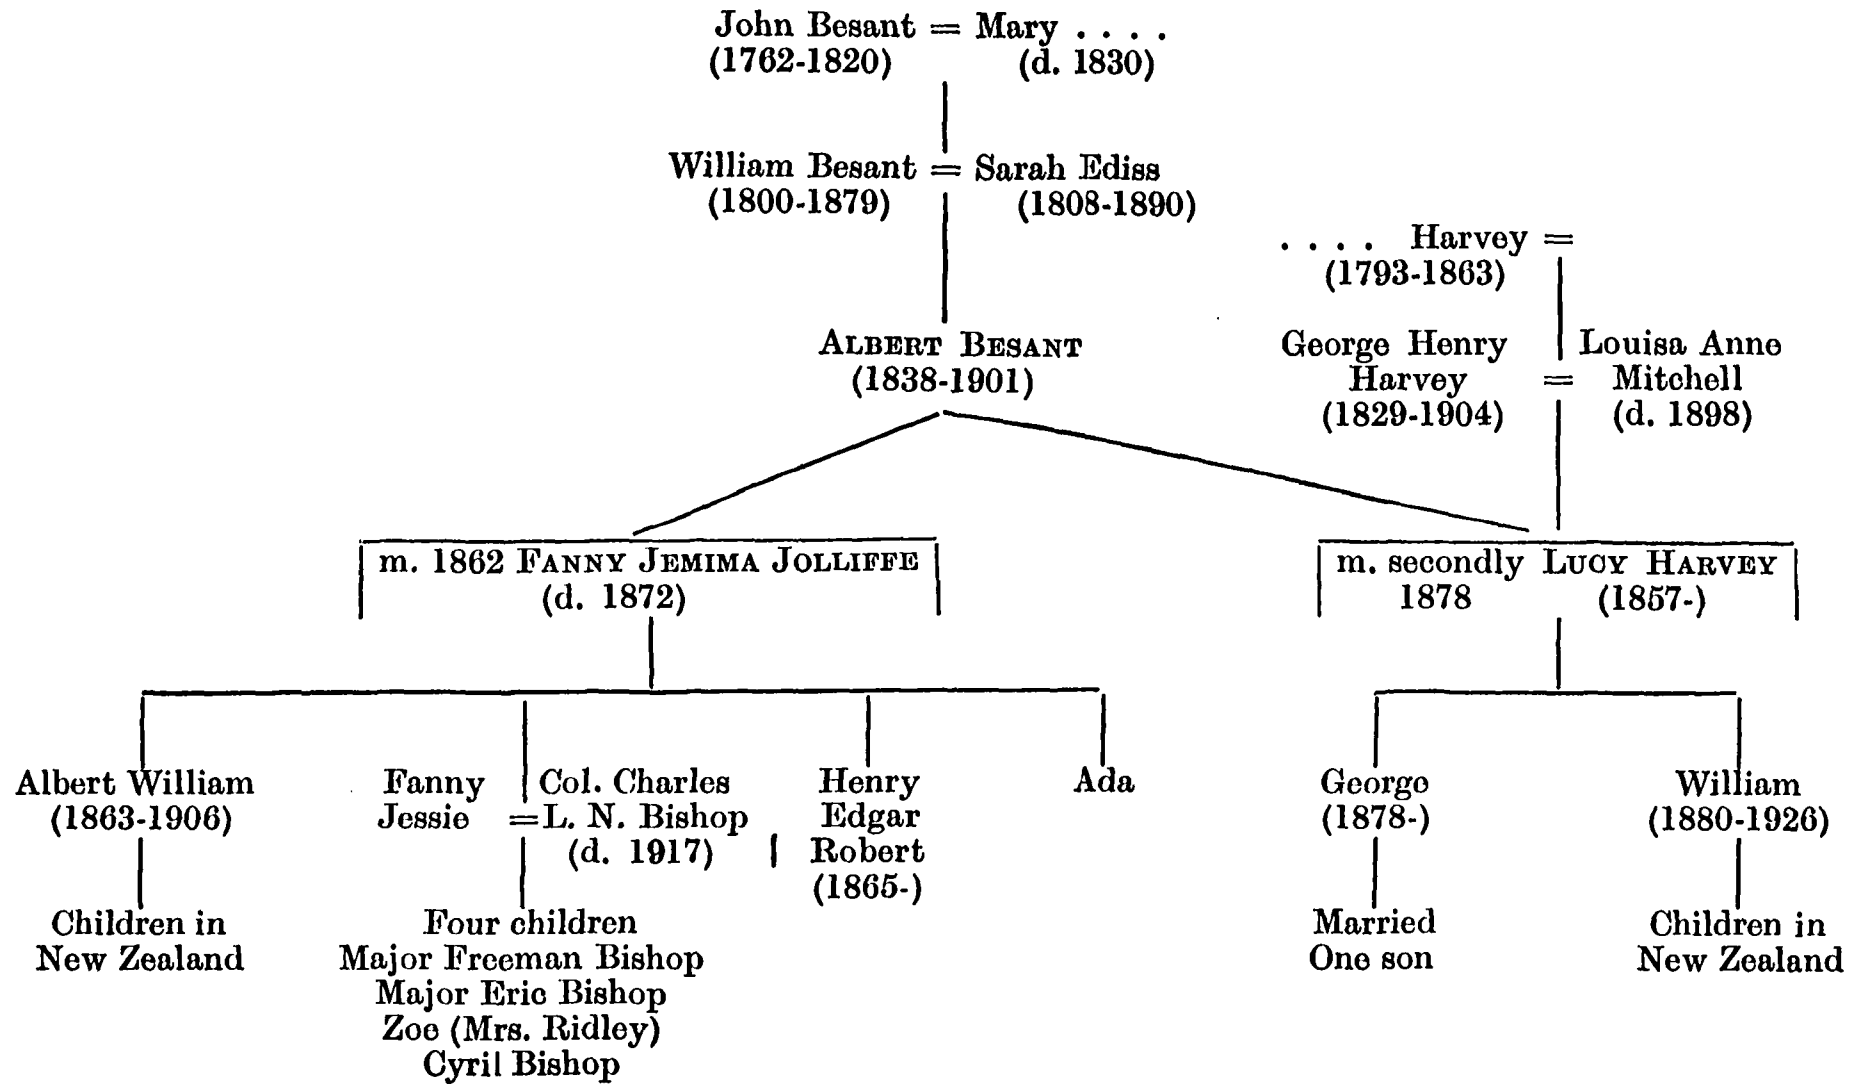 John Besant = Mary . . . .
(1762-1820) (d. 1830)
William Besant = Sarah Ediss
(1800-1879) (1808-1890)
. . . . Harvey =
(1793-1863)
ALBERT BESANT
(1838-1901)
George Henry Louisa Anne
Harvey = Mitchell
(1829-1904) (d. 1898)
m. 1862 FANNY JEMIMA JOLLIFFE
(d. 1872)
m. secondly LUCY HARVEY
1878 (1857-)
Albert William
(1863-1906)
Children in
New Zealand
Fanny Col. Charles
Jessie = L. N. Bishop
(d. 1917)
Four children
Major Freeman Bishop
Major Eric Bishop
Zoe (Mrs. Ridley)
Cyril Bishop
Henry
Edgar
Robert
(1865-)
Ada
George
(1878-)
Married
One son
William
(1880-1926)
Children in
New Zealand